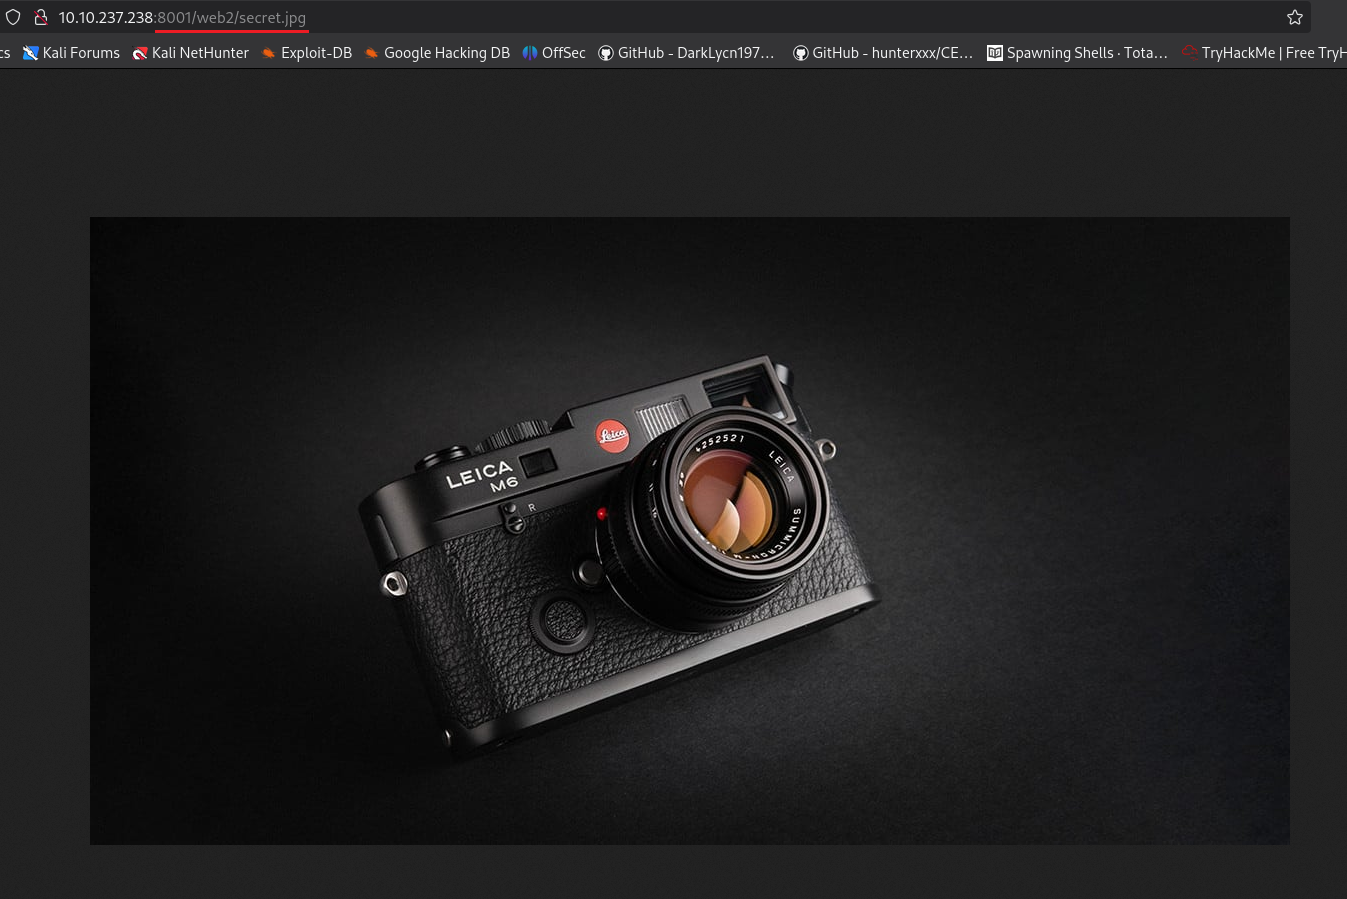 10.10.237.238:8001/web2/secret.jpg
cs Kali Forums Kali NetHunter Exploit-DB Google Hacking DB OffSec GitHub - DarkLycn197... GitHub - hunterxxx/CE... Spawning Shells · Tota... TryHackMe | Free TryH
Leica
LEICA
M6
R
4252521
LEICA